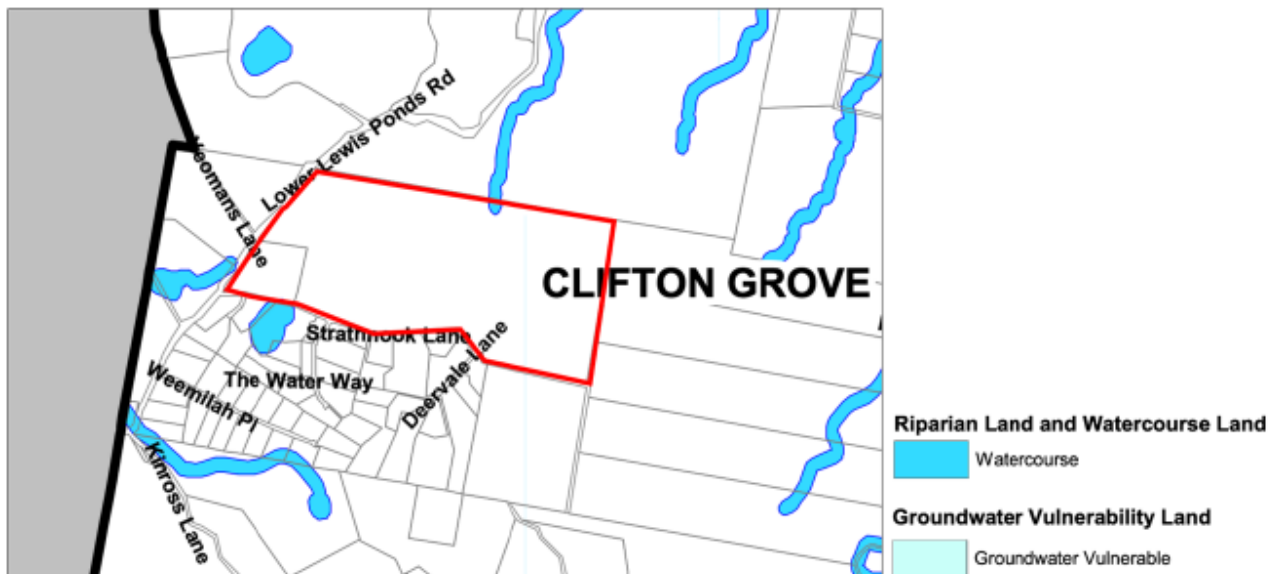 Lower Lewis Ponds Rd
Yeomans Lane
CLIFTON GROVE
Strathnook Lane
The Water Way
Deervale Lane
Weemilah Pl
Kinross Lane
Riparian Land and Watercourse Land
Watercourse
Groundwater Vulnerability Land
Groundwater Vulnerable